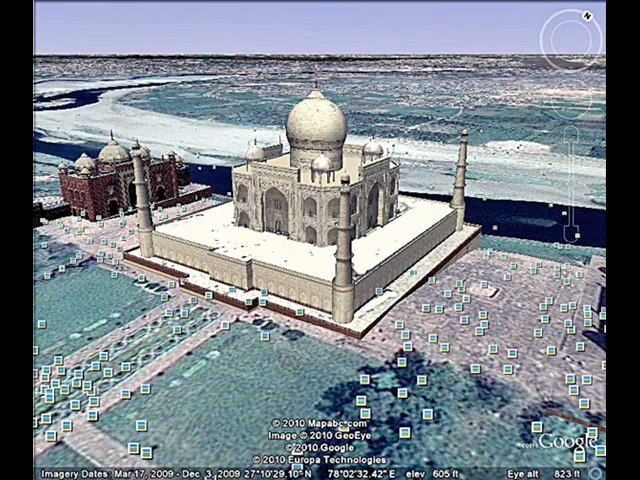 N
© 2010 Mapabc.com
Image © 2010 GeoEye
© 2010 Google
© 2010 Europa Technologies
Google
Imagery Dates: Mar 17, 2009 - Dec 3, 2009 27°10'29.10" N 78°02'32.42" E elev 605 ft Eye alt 823 ft